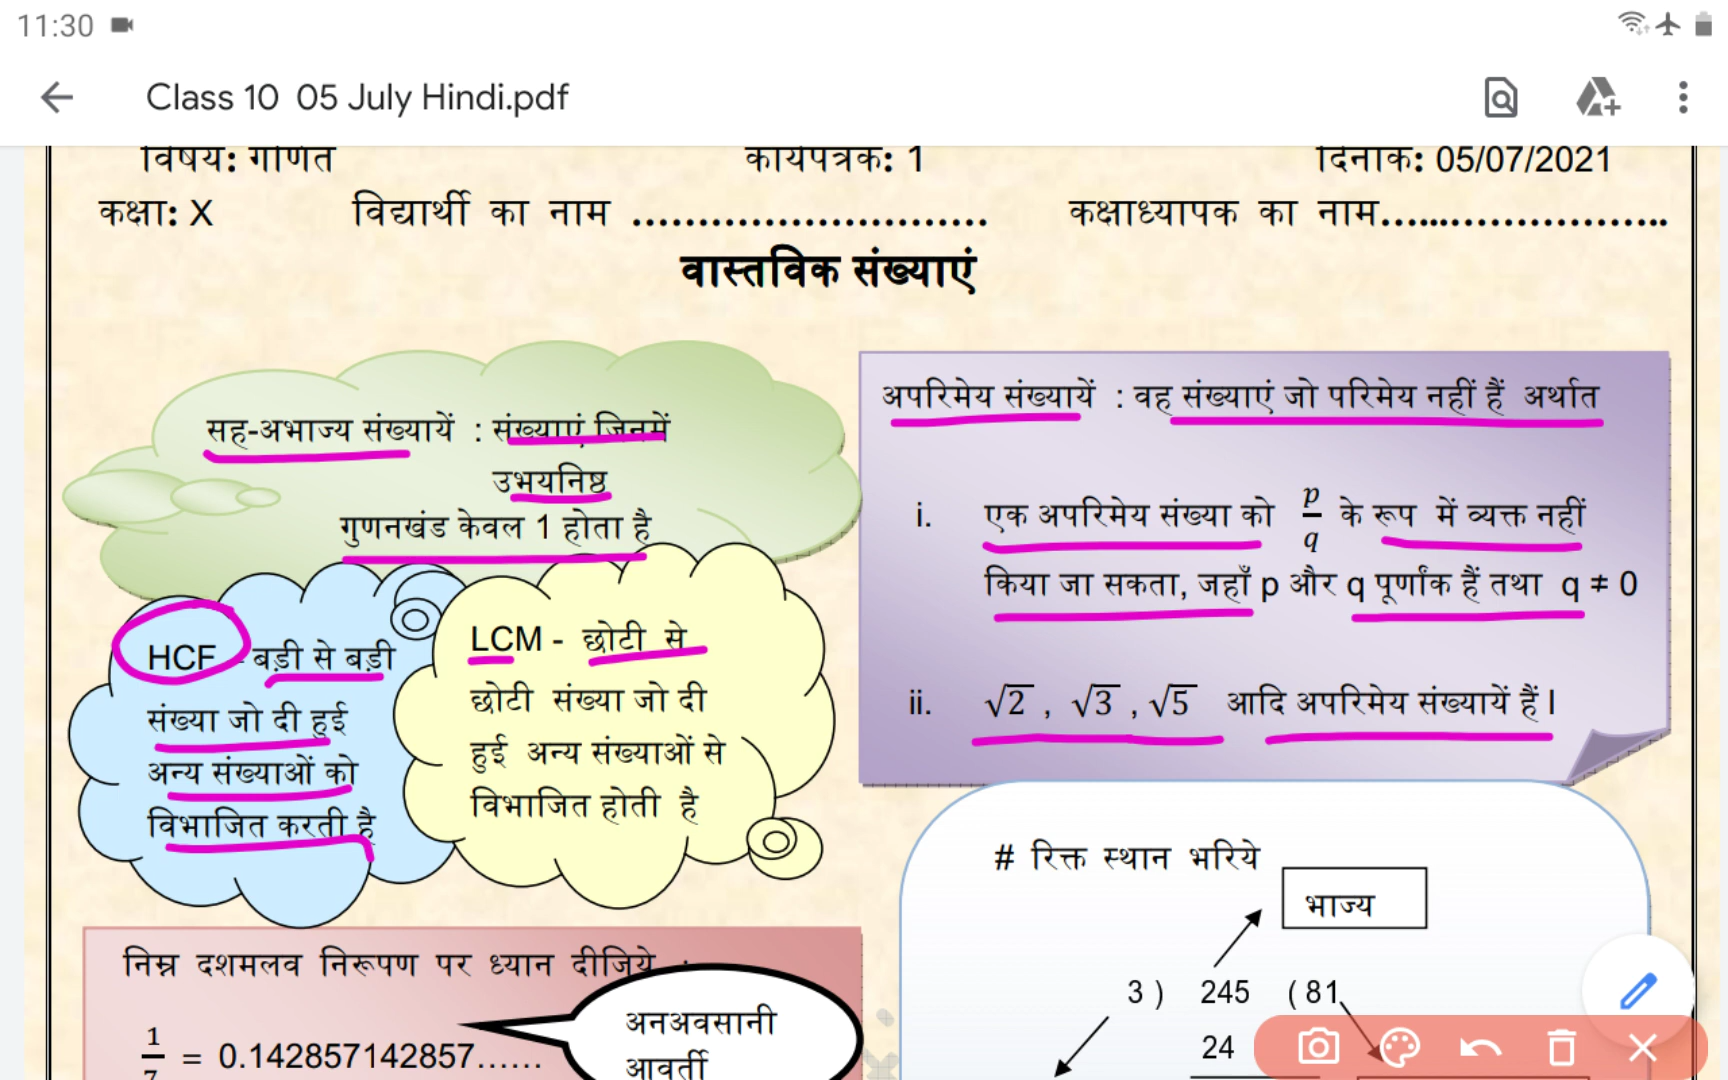 11:30
Class 10 05 July Hindi.pdf
विषय: गणित कार्यपत्रक: 1 दिनांक: 05/07/2021
कक्षा: X विद्यार्थी का नाम ........................... कक्षाध्यापक का नाम......................
वास्तविक संख्याएं
सह-अभाज्य संख्यायें : संख्याएं जिनमें
उभयनिष्ठ
गुणनखंड केवल 1 होता है
HCF - बड़ी से बड़ी
संख्या जो दी हुई
अन्य संख्याओं को
विभाजित करती है
LCM - छोटी से
छोटी संख्या जो दी
हुई अन्य संख्याओं से
विभाजित होती है
अपरिमेय संख्यायें : वह संख्याएं जो परिमेय नहीं हैं अर्थात
i. एक अपरिमेय संख्या को p/q के रूप में व्यक्त नहीं
किया जा सकता, जहाँ p और q पूर्णांक हैं तथा q ≠ 0
ii. √2 , √3 , √5 आदि अपरिमेय संख्यायें हैं।
# रिक्त स्थान भरिये
भाज्य
3 ) 245 ( 81
24
निम्न दशमलव निरूपण पर ध्यान दीजिये :
1/7 = 0.142857142857......
अनअवसानी
आवर्ती